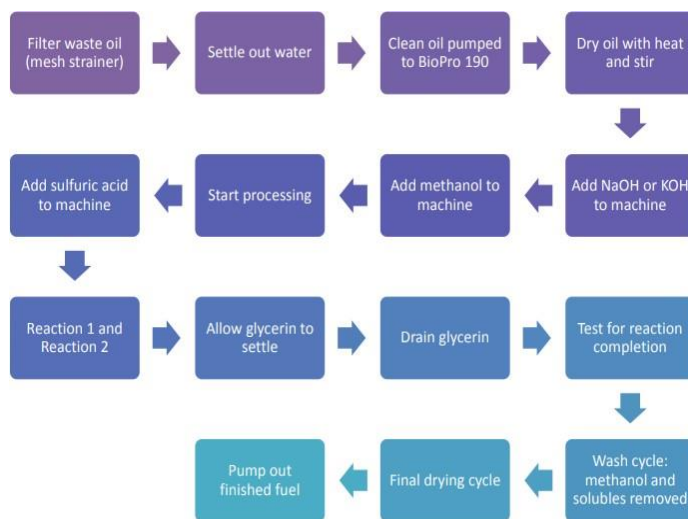 Filter waste oil
(mesh strainer)
Settle out water
Clean oil pumped
to BioPro 190
Dry oil with heat
and stir
Add NaOH or KOH
to machine
Add methanol to
machine
Start processing
Add sulfuric acid
to machine
Reaction 1 and
Reaction 2
Allow glycerin to
settle
Drain glycerin
Test for reaction
completion
Wash cycle:
methanol and
solubles removed
Final drying cycle
Pump out
finished fuel